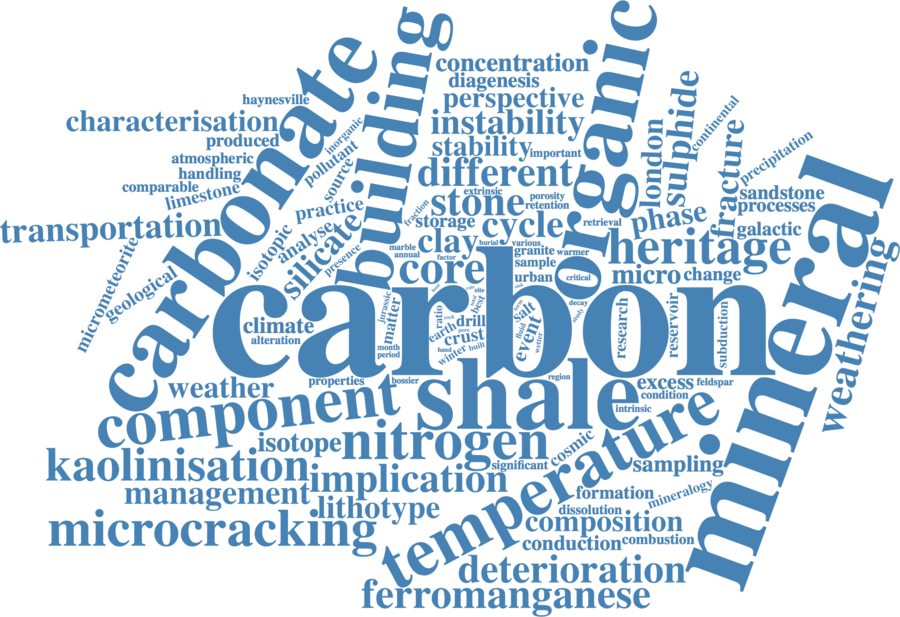 carbonate
building
organic
concentration
diagenesis
perspective
instability
stability
important
different
extrinsic
stone
porosity
retention
storage
cycle
clay
burial
various
core
granite
warmer
sample
urban
critical
retrieval
london
sulphide
continental
fracture
precipitation
sandstone
processes
phase
galactic
heritage
micro
change
mineral
weathering
haynesville
characterisation
produced
inorganic
atmospheric
pollutant
handling
comparable
limestone
source
practice
transportation
isotopic
analyse
silicate
presence
fraction
marble
annual
factor
micrometeorite
geological
carbon
climate
alteration
jurassic
matter
month
period
ratio
earth
drill
best
crust
winter
built
hand
salt
event
fluid
wetter
decay
study
research
reservoir
subduction
weather
properties
bossier
shale
region
excess
feldspar
condition
intrinsic
component
isotope
nitrogen
significant
cosmic
temperature
sampling
kaolinisation
implication
management
lithotype
microcracking
formation
mineralogy
dissolution
composition
conduction
combustion
deterioration
ferromanganese